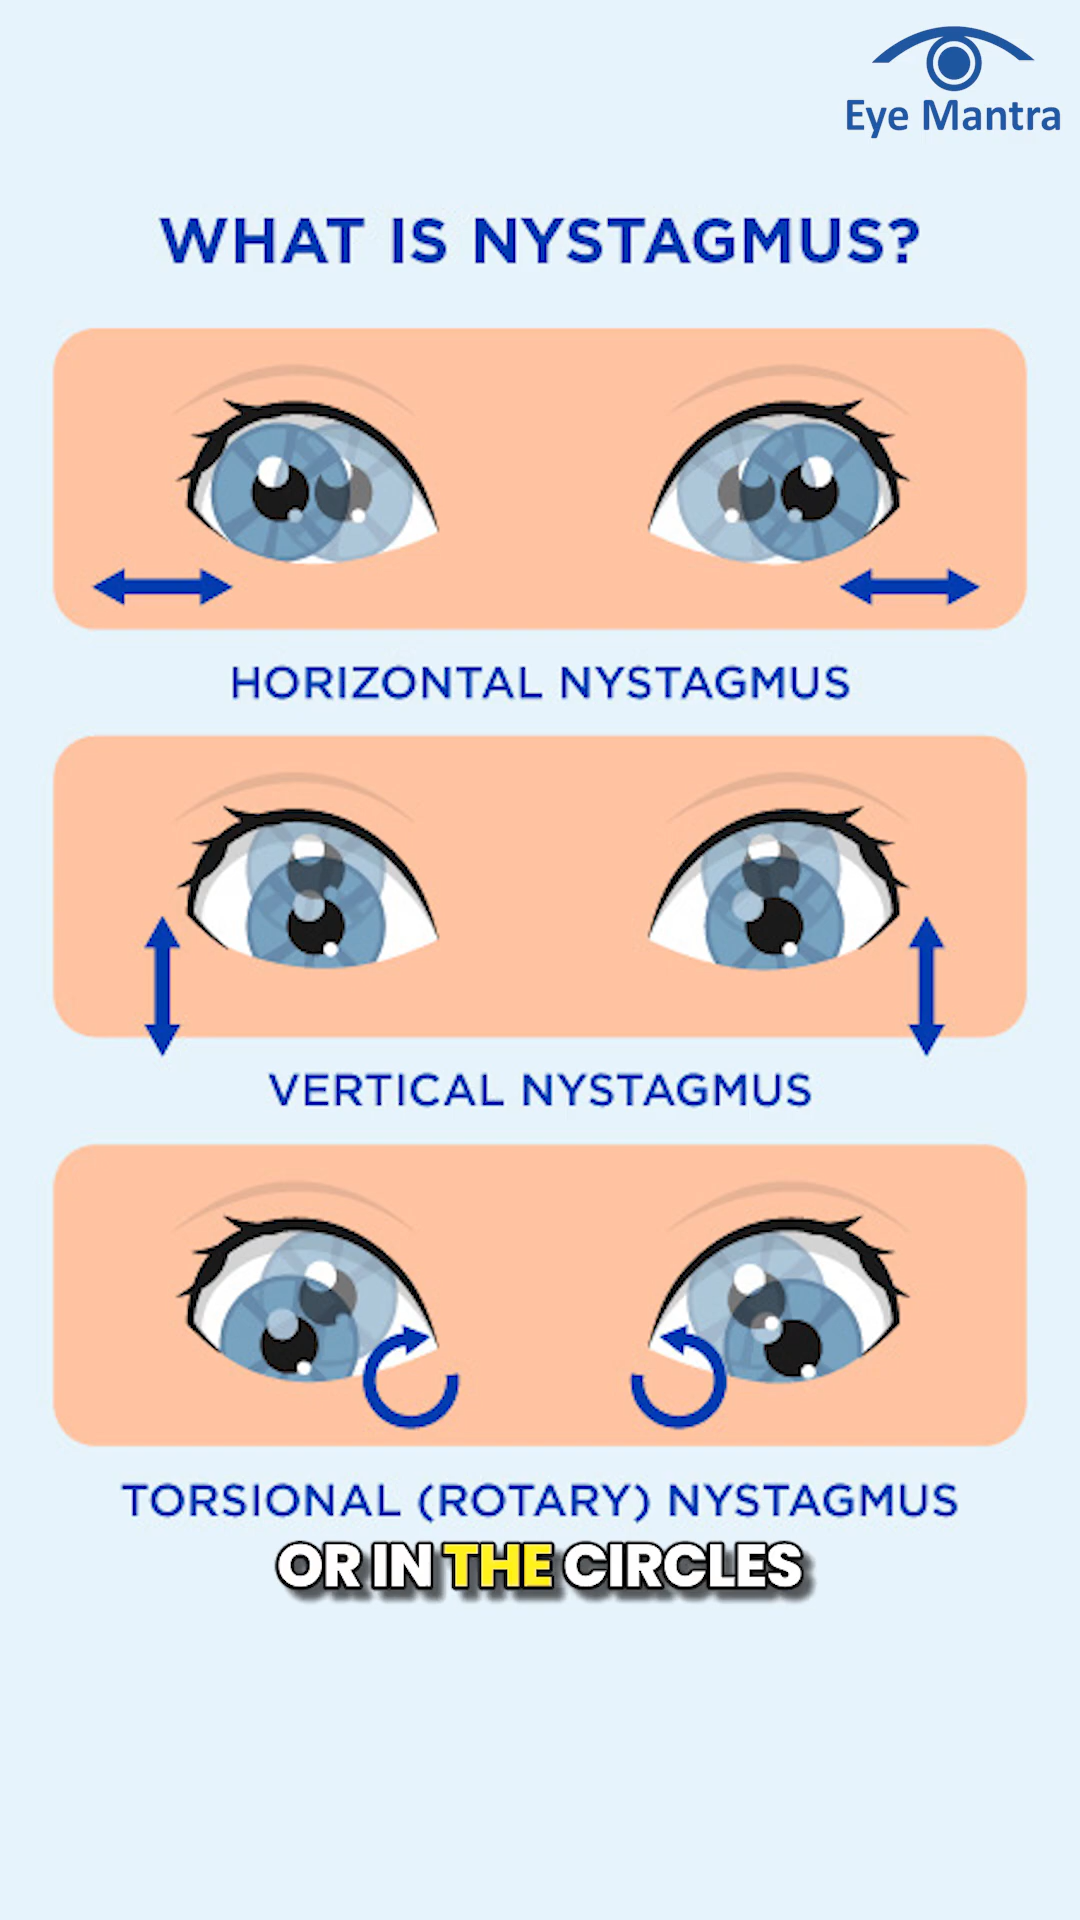 Eye Mantra
WHAT IS NYSTAGMUS?
HORIZONTAL NYSTAGMUS
VERTICAL NYSTAGMUS
TORSIONAL (ROTARY) NYSTAGMUS
OR IN THE CIRCLES